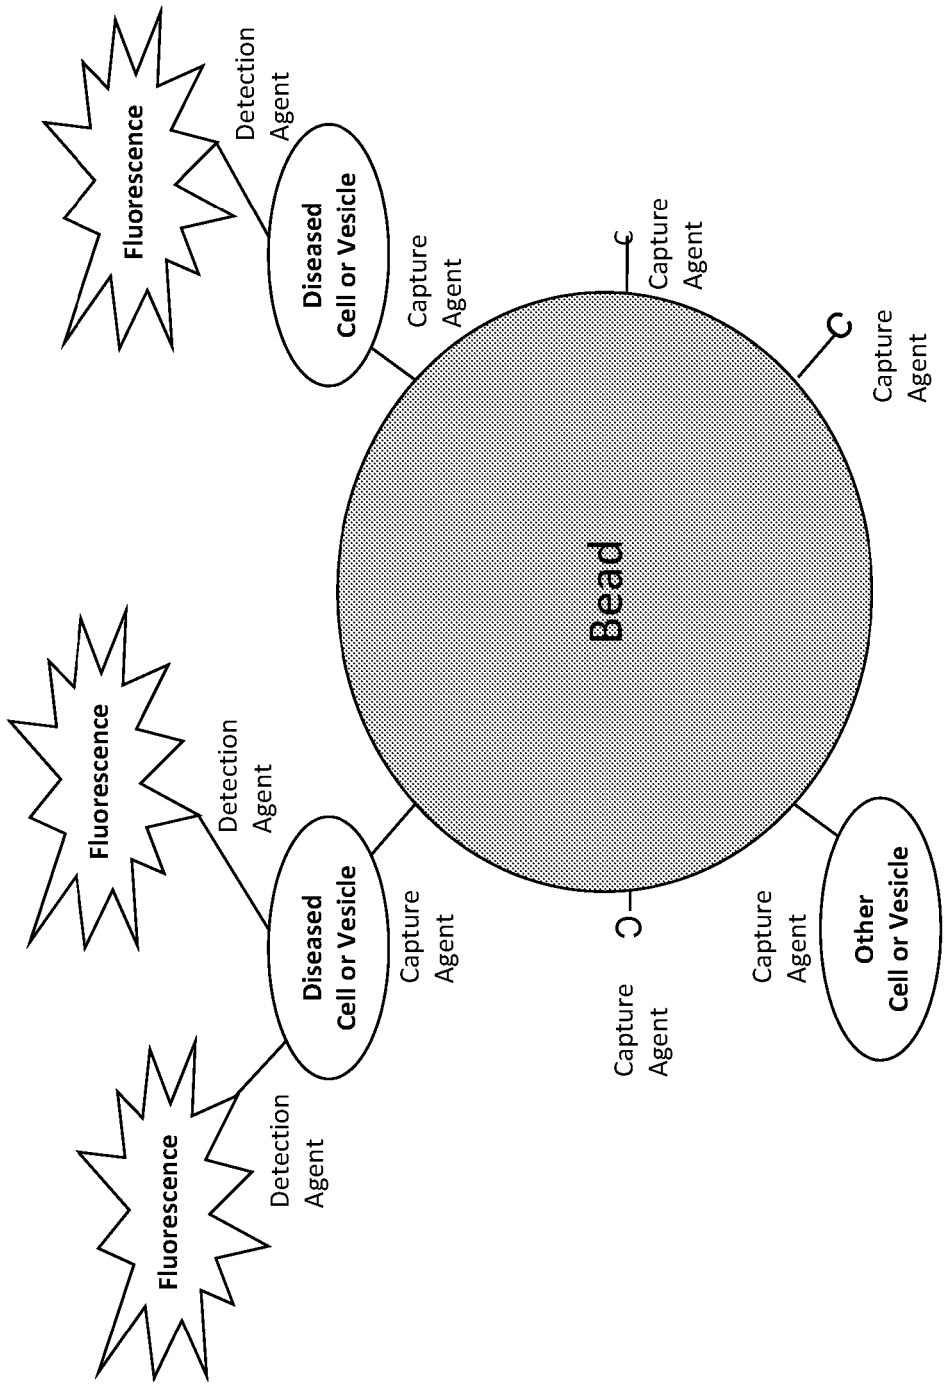 Fluorescence
Fluorescence
Fluorescence
Detection
Agent
Detection
Agent
Detection
Agent
Diseased
Cell or Vesicle
Diseased
Cell or Vesicle
Capture
Agent
Capture
Agent
Bead
C
Capture
Agent
C
Capture
Agent
Capture
Agent
C
Capture
Agent
Other
Cell or Vesicle